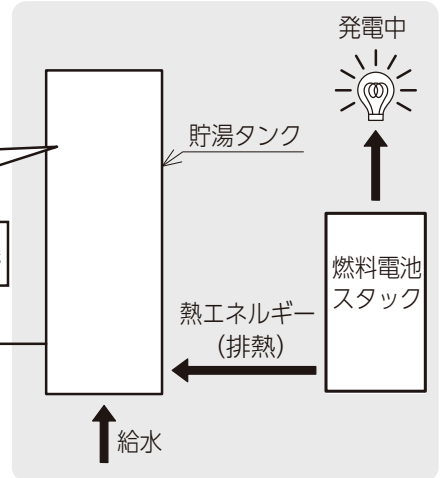 発電中
貯湯タンク
燃料電池
スタック
熱エネルギー
(排熱)
給水